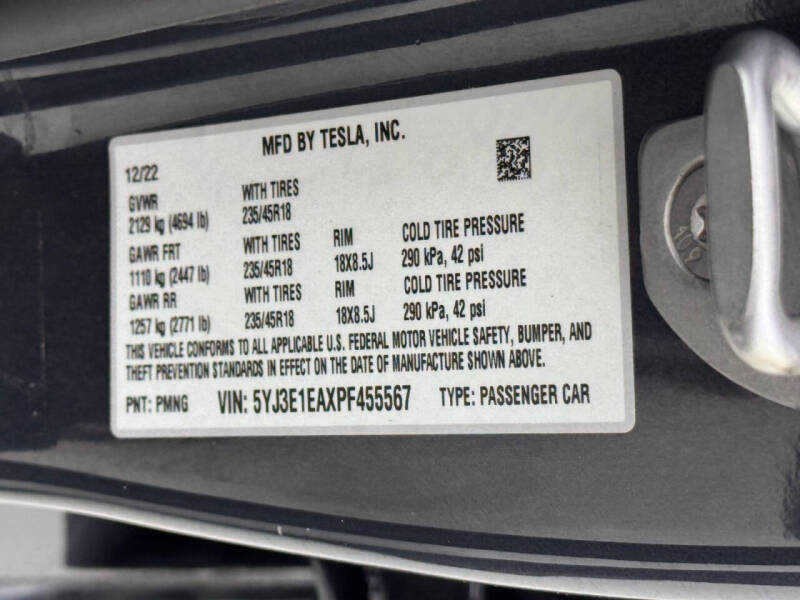 MFD BY TESLA, INC.
12/22
GVWR WITH TIRES
2129 kg (4694 lb) 235/45R18
GAWR FRT WITH TIRES RIM COLD TIRE PRESSURE
1110 kg (2447 lb) 235/45R18 18X8.5J 290 kPa, 42 psi
GAWR RR WITH TIRES RIM COLD TIRE PRESSURE
1257 kg (2771 lb) 235/45R18 18X8.5J 290 kPa, 42 psi
THIS VEHICLE CONFORMS TO ALL APPLICABLE U.S. FEDERAL MOTOR VEHICLE SAFETY, BUMPER, AND
THEFT PREVENTION STANDARDS IN EFFECT ON THE DATE OF MANUFACTURE SHOWN ABOVE.
PNT: PMNG VIN: 5YJ3E1EAXPF455567 TYPE: PASSENGER CAR